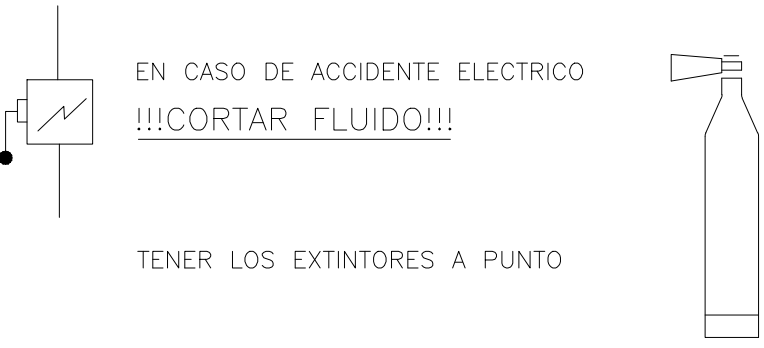 EN CASO DE ACCIDENTE ELECTRICO
!!!CORTAR FLUIDO!!!
TENER LOS EXTINTORES A PUNTO